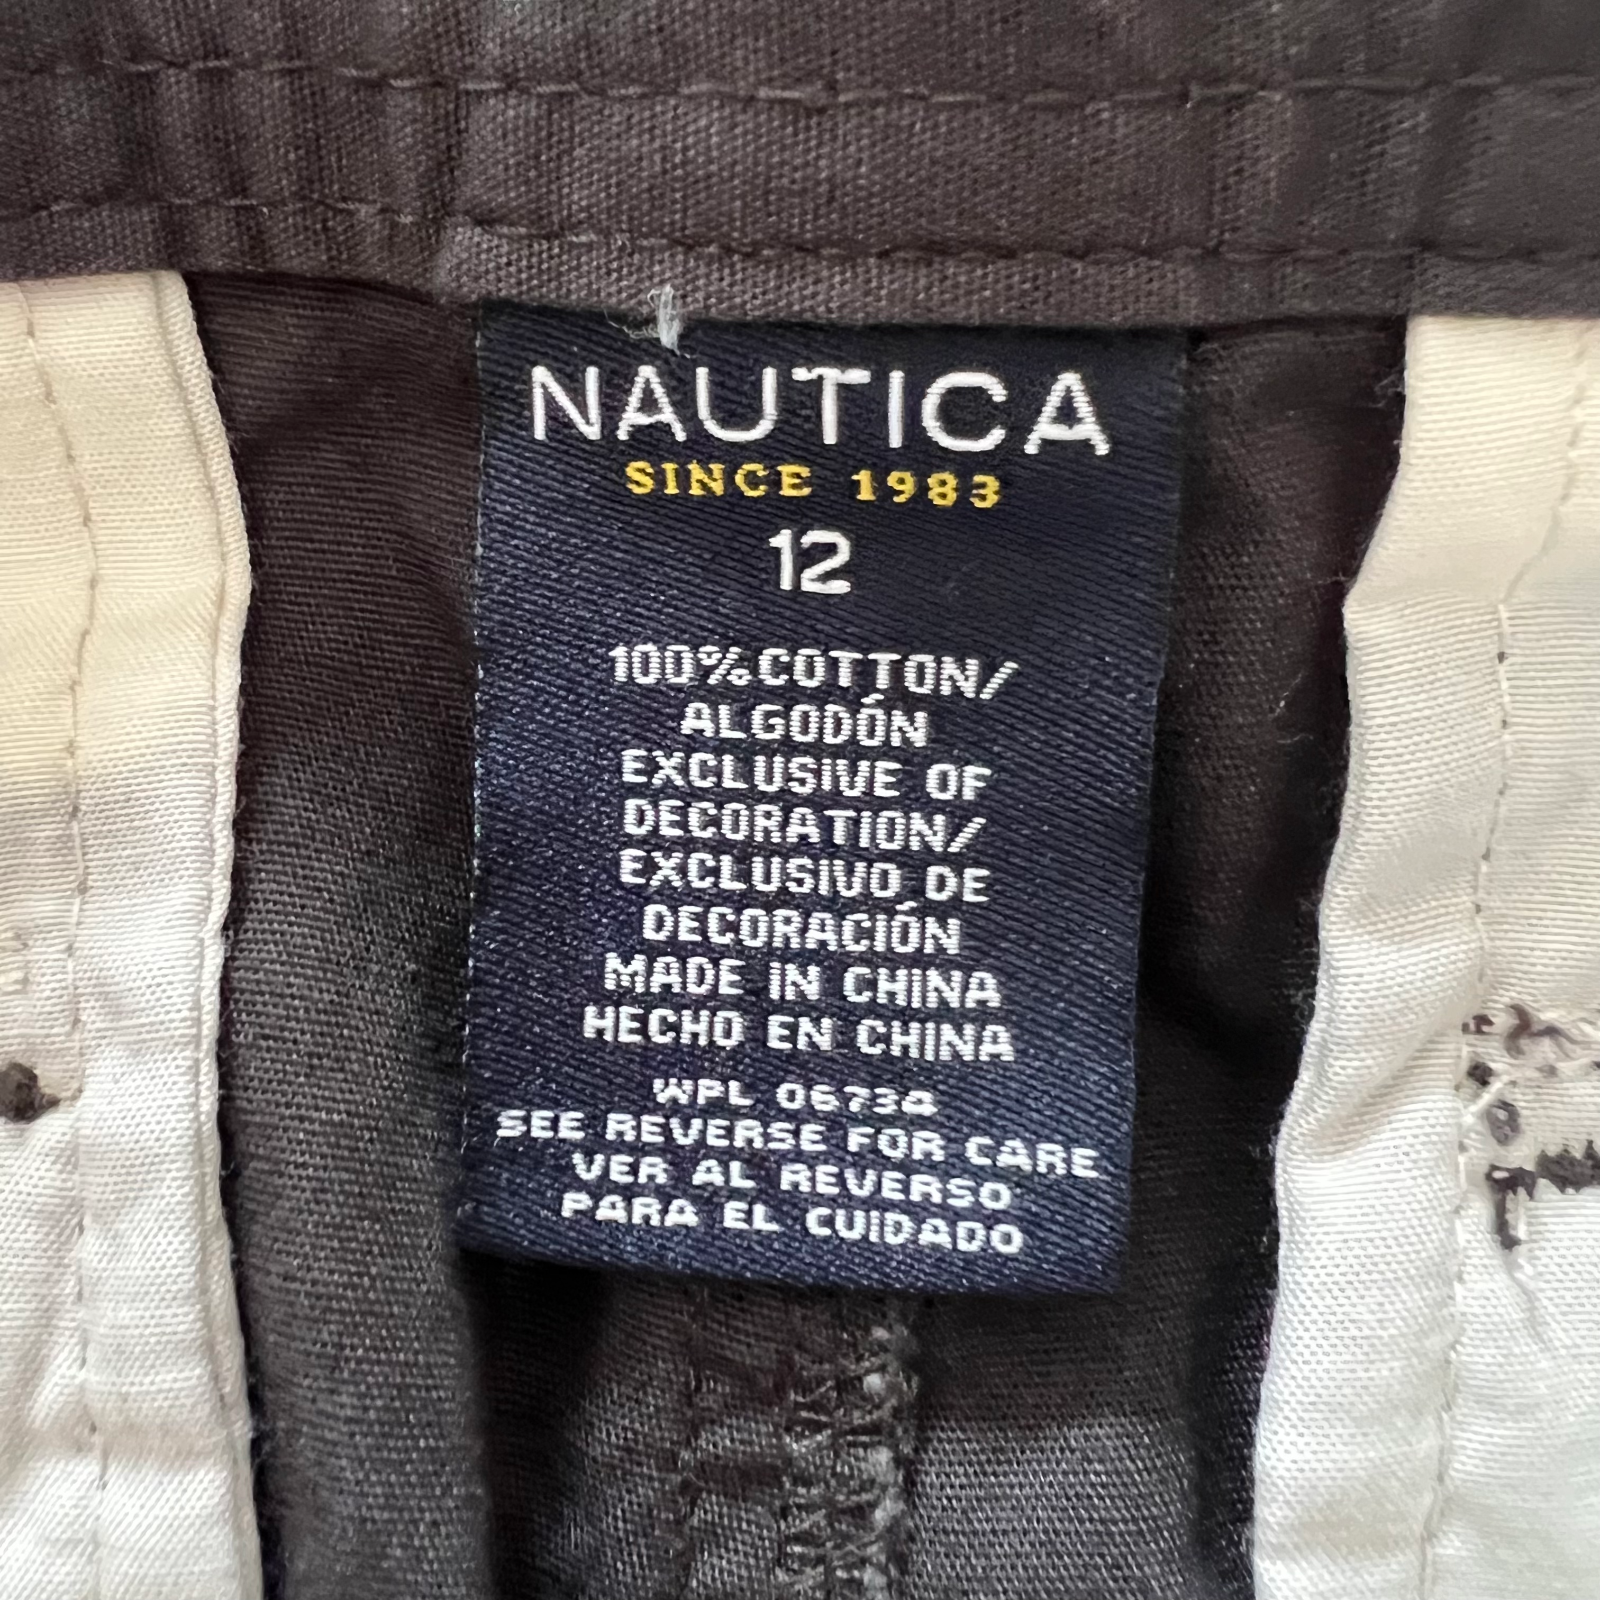 NAUTICA
SINCE 1983
12
100%COTTON/
ALGODÓN
EXCLUSIVE OF
DECORATION/
EXCLUSIVO DE
DECORACIÓN
MADE IN CHINA
HECHO EN CHINA
WPL 06734
SEE REVERSE FOR CARE
VER AL REVERSO
PARA EL CUIDADO